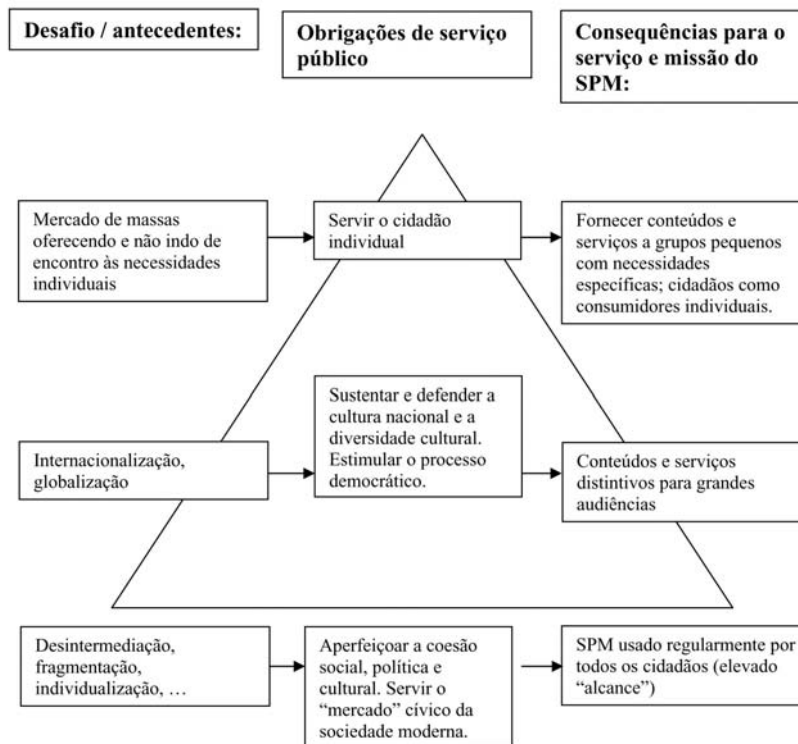 Desafio / antecedentes:
Obrigações de serviço
público
Consequências para o
serviço e missão do
SPM:
Mercado de massas
oferecendo e não indo de
encontro às necessidades
individuais
Servir o cidadão
individual
Fornecer conteúdos e
serviços a grupos pequenos
com necessidades
específicas; cidadãos como
consumidores individuais.
Internacionalização,
globalização
Sustentar e defender a
cultura nacional e a
diversidade cultural.
Estimular o processo
democrático.
Conteúdos e serviços
distintivos para grandes
audiências
Desintermediação,
fragmentação,
individualização, …
Aperfeiçoar a coesão
social, política e
cultural. Servir o
“mercado” cívico da
sociedade moderna.
SPM usado regularmente por
todos os cidadãos (elevado
“alcance”)